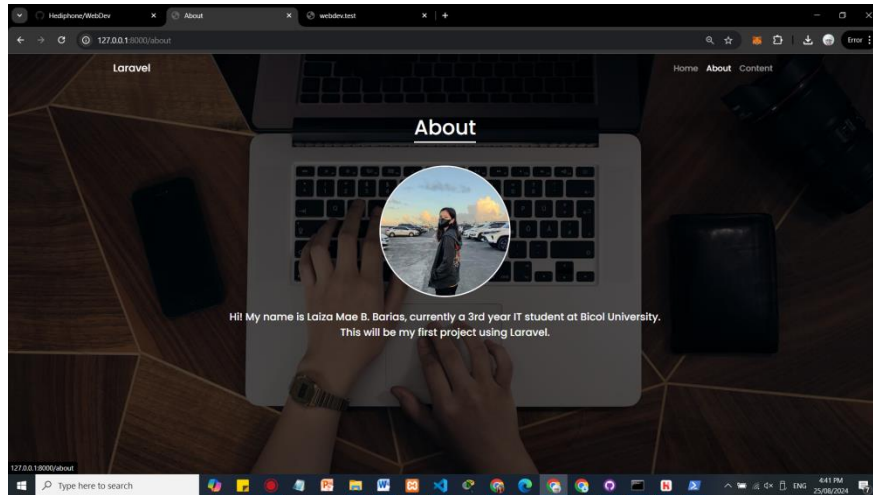 Hediphone/WebDev
About
webdev.test
127.0.0.1:8000/about
Error
Laravel
Home About Content
About
Hi! My name is Laiza Mae B. Barias, currently a 3rd year IT student at Bicol University.
This will be my first project using Laravel.
127.0.0.1:8000/about
Type here to search
ENG
4:41 PM
25/08/2024